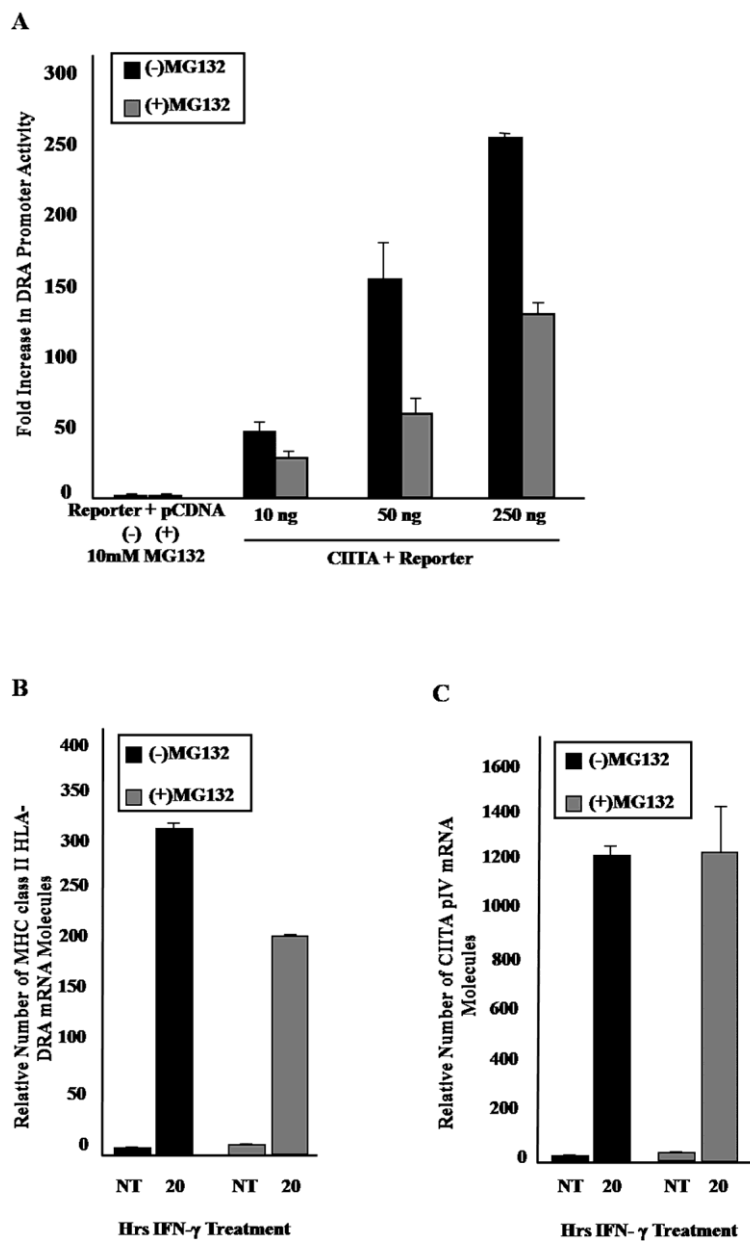 A
Fold Increase in DRA Promoter Activity
300
250
200
150
100
50
0
(-)MG132
(+)MG132
Reporter + pCDNA
(-) (+)
10mM MG132
10 ng
50 ng
250 ng
CIITA + Reporter
B
Relative Number of MHC class II HLA-
DRA mRNA Molecules
400
350
300
250
200
150
100
50
0
(-)MG132
(+)MG132
NT 20 NT 20
Hrs IFN-γ Treatment
C
Relative Number of CIITA pIV mRNA
Molecules
1600
1400
1200
1000
800
600
400
200
0
(-)MG132
(+)MG132
NT 20 NT 20
Hrs IFN- γ Treatment